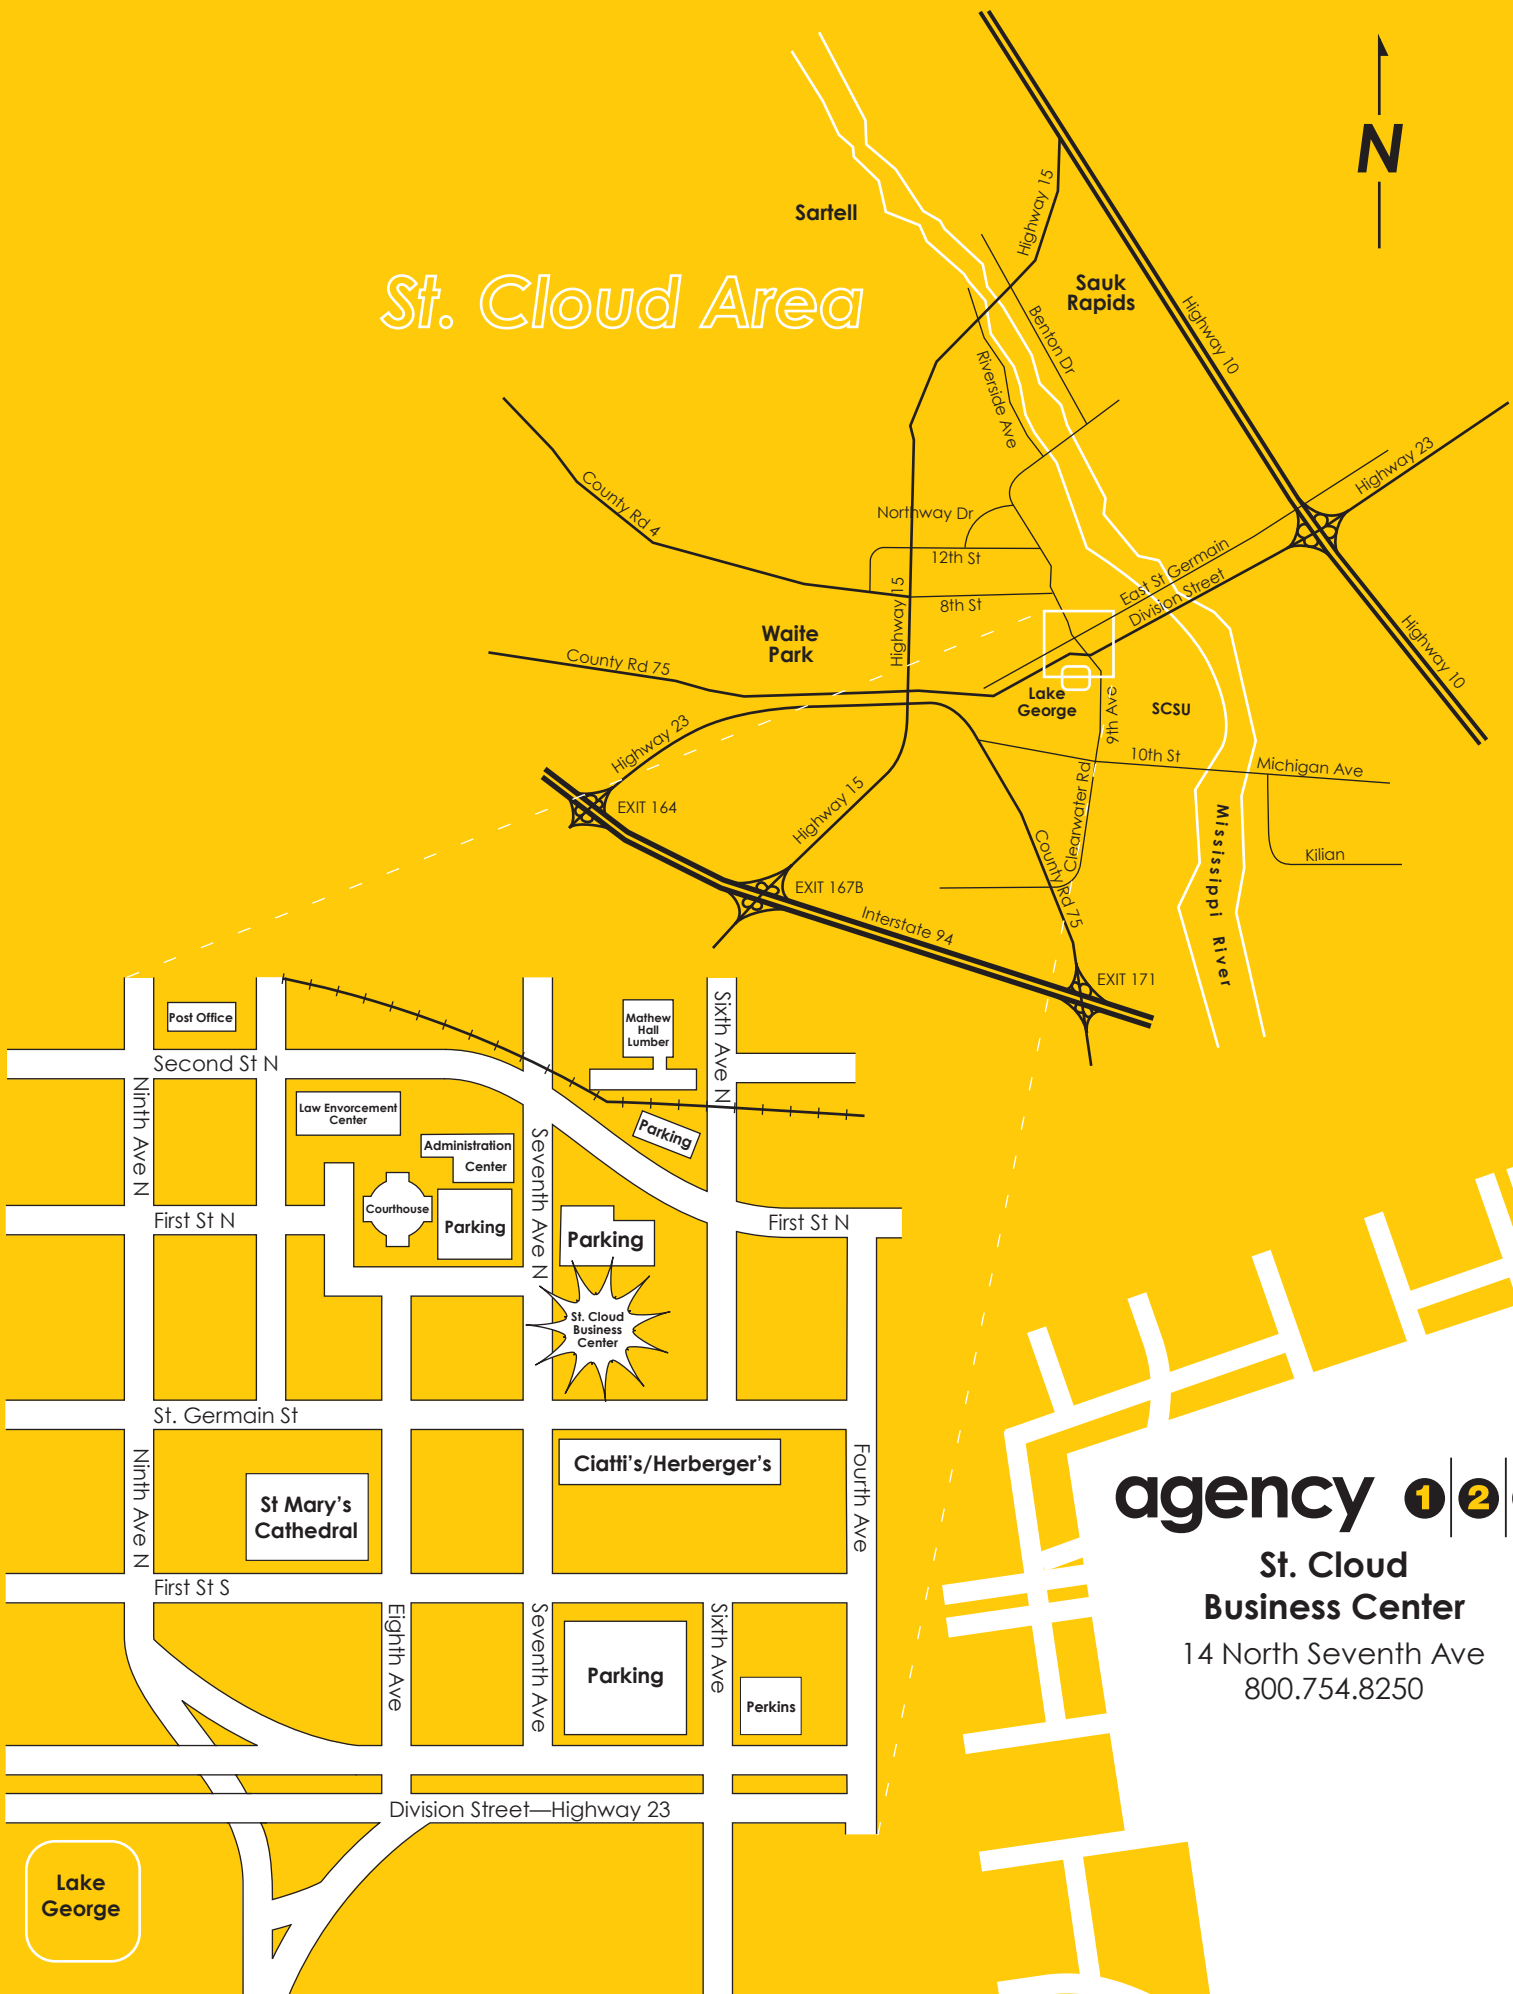 N
Sartell
St. Cloud Area
Highway 15
Sauk
Rapids
Highway 10
Benton Dr
Riverside Ave
Highway 23
County Rd 4
Northway Dr
12th St
8th St
East St Germain
Division Street
Highway 15
Waite
Park
County Rd 75
Highway 10
Lake
George
9th Ave
SCSU
Highway 23
10th St
Michigan Ave
EXIT 164
Highway 15
Clearwater Rd
County Rd 75
Mississippi River
Kilian
EXIT 167B
Interstate 94
EXIT 171
Post Office
Mathew
Hall
Lumber
Sixth Ave N
Second St N
Ninth Ave N
Law Envorcement
Center
Administration
Center
Parking
Seventh Ave N
Courthouse
Parking
First St N
Parking
First St N
St. Cloud
Business
Center
St. Germain St
Ninth Ave N
Ciatti's/Herberger's
Fourth Ave
St Mary's
Cathedral
First St S
Eighth Ave
Seventh Ave
Sixth Ave
Parking
Perkins
Division Street—Highway 23
Lake
George
agency 1 2
St. Cloud
Business Center
14 North Seventh Ave
800.754.8250